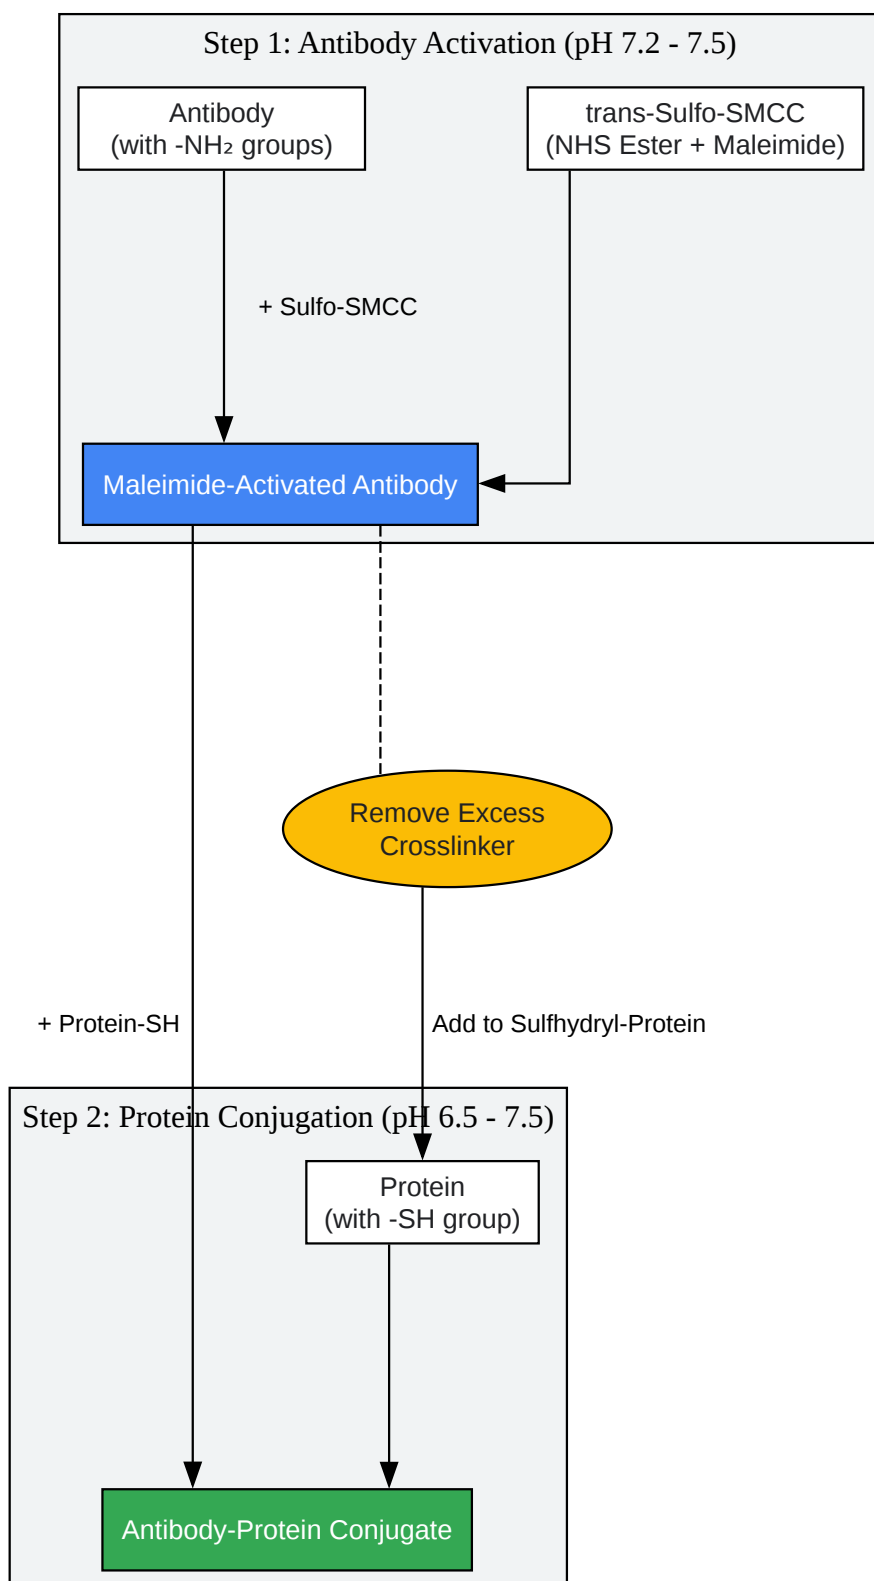 Step 1: Antibody Activation (pH 7.2 - 7.5)
Antibody
(with -NH₂ groups)
trans-Sulfo-SMCC
(NHS Ester + Maleimide)
+ Sulfo-SMCC
Maleimide-Activated Antibody
Remove Excess
Crosslinker
+ Protein-SH
Add to Sulfhydryl-Protein
Step 2: Protein Conjugation (pH 6.5 - 7.5)
Protein
(with -SH group)
Antibody-Protein Conjugate